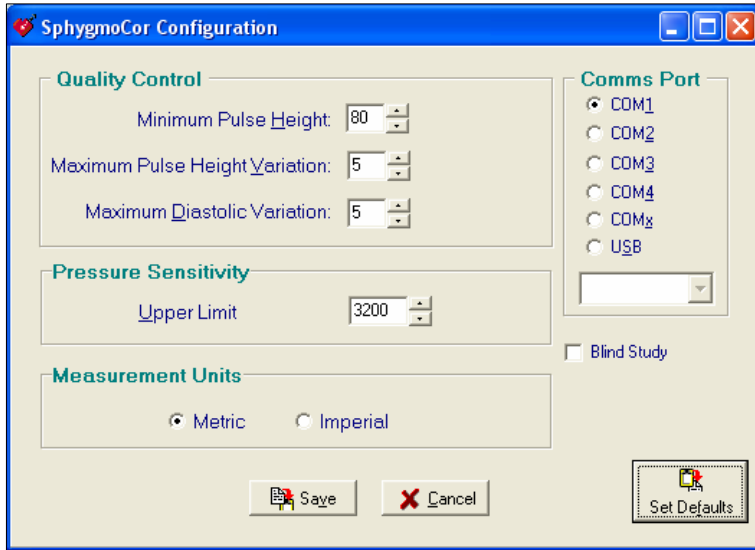 SphygmoCor Configuration
Quality Control
Minimum Pulse Height: 80
Maximum Pulse Height Variation: 5
Maximum Diastolic Variation: 5
Pressure Sensitivity
Upper Limit 3200
Measurement Units
Metric Imperial
Comms Port
COM1
COM2
COM3
COM4
COMx
USB
Blind Study
Save Cancel
Set Defaults